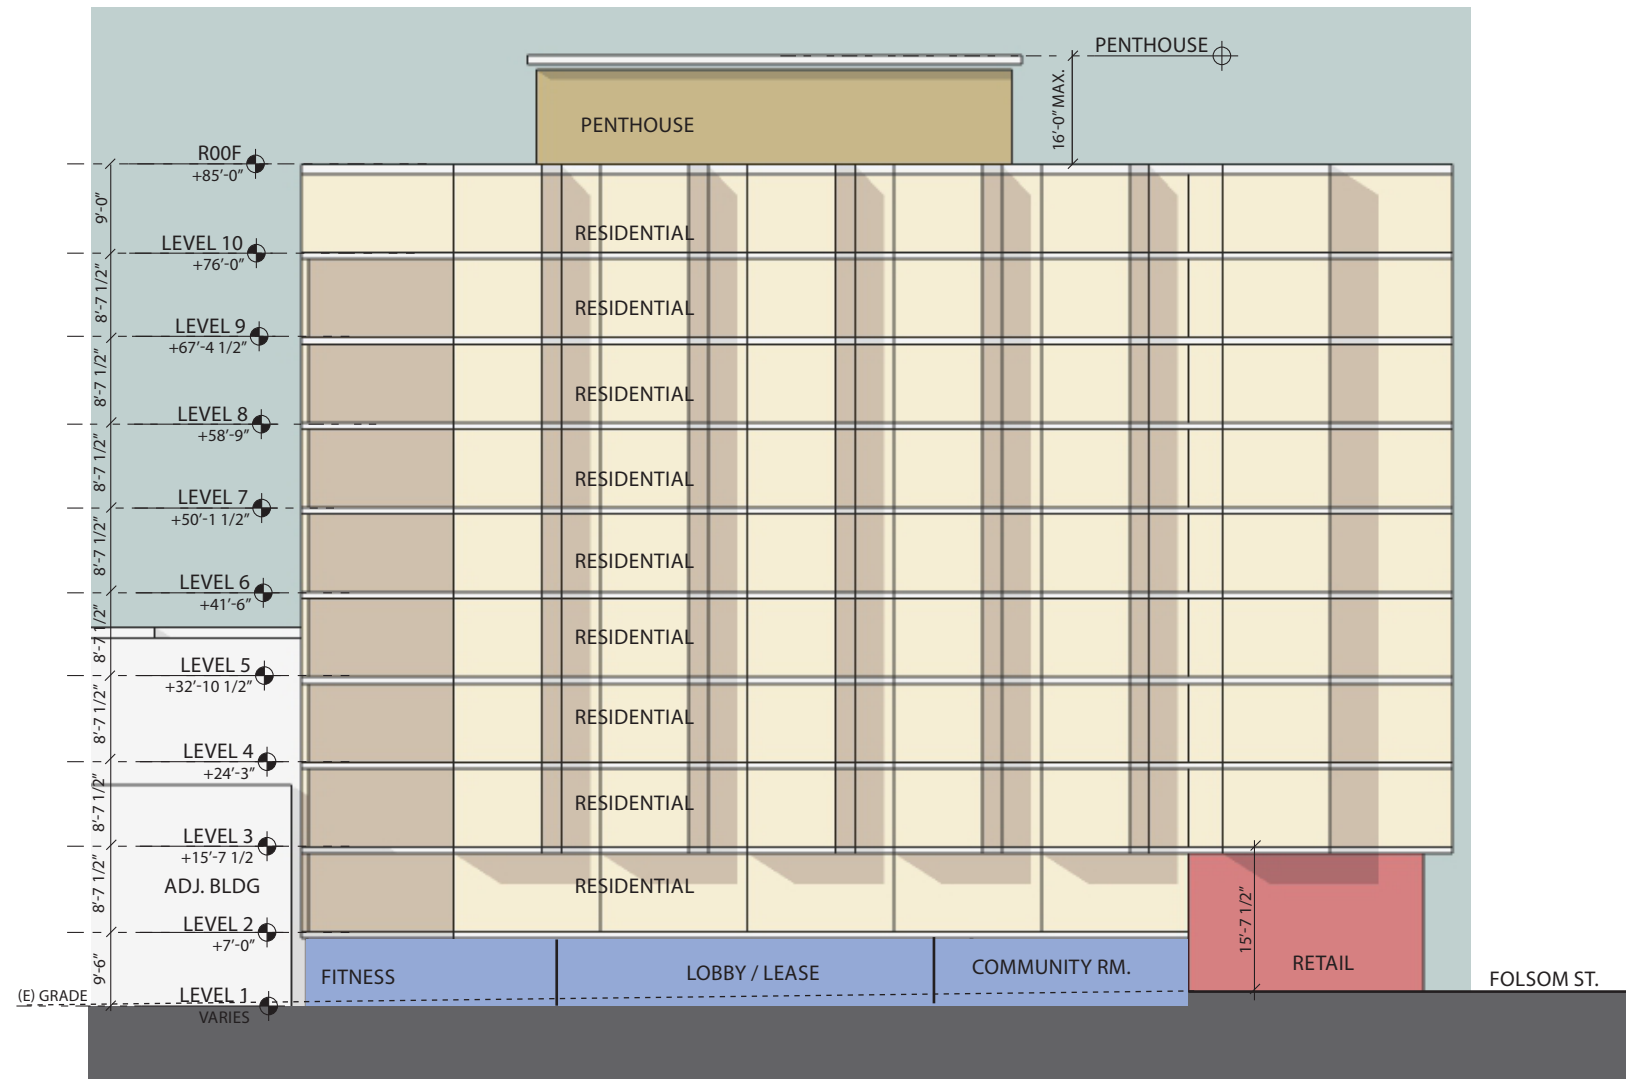 PENTHOUSE
16’-0” MAX.
PENTHOUSE
R00F
+85’-0”
9’-0”
RESIDENTIAL
LEVEL 10
+76’-0”
8’-7 1/2”
RESIDENTIAL
LEVEL 9
+67’-4 1/2”
8’-7 1/2”
RESIDENTIAL
LEVEL 8
+58’-9”
8’-7 1/2”
RESIDENTIAL
LEVEL 7
+50’-1 1/2”
8’-7 1/2”
RESIDENTIAL
LEVEL 6
+41’-6”
8’-7 1/2”
RESIDENTIAL
LEVEL 5
+32’-10 1/2”
8’-7 1/2”
RESIDENTIAL
LEVEL 4
+24’-3”
8’-7 1/2”
RESIDENTIAL
LEVEL 3
+15’-7 1/2
8’-7 1/2”
ADJ. BLDG
RESIDENTIAL
15’-7 1/2”
LEVEL 2
+7’-0”
9’-6”
FITNESS
LOBBY / LEASE
COMMUNITY RM.
RETAIL
FOLSOM ST.
(E) GRADE
LEVEL 1
VARIES